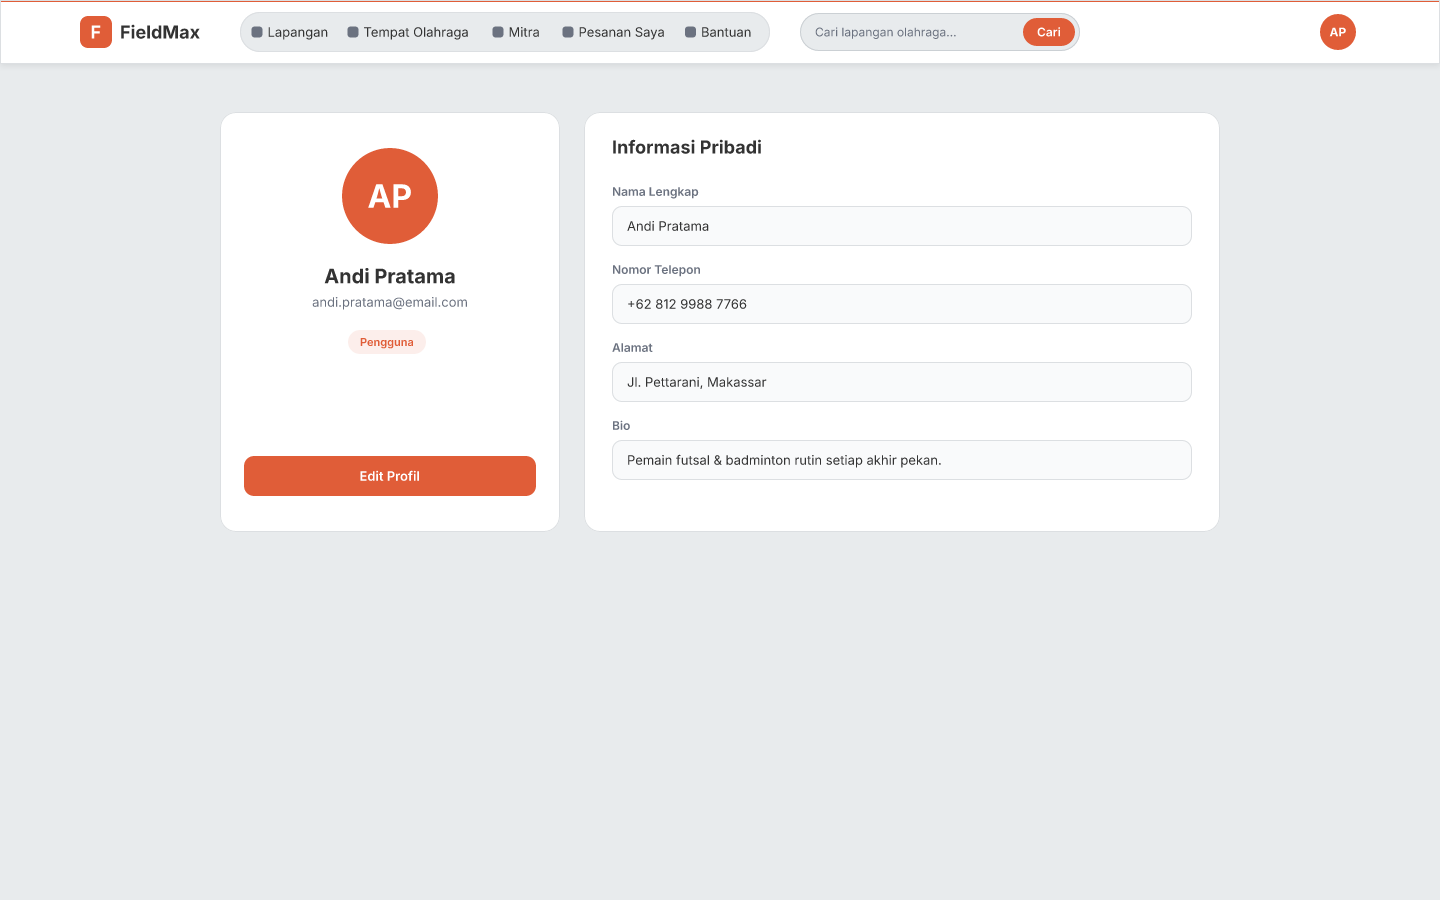 F FieldMax Lapangan Tempat Olahraga Mitra Pesanan Saya Bantuan Cari lapangan olahraga... Cari AP
AP
Andi Pratama
andi.pratama@email.com
Pengguna
Edit Profil
Informasi Pribadi
Nama Lengkap
Andi Pratama
Nomor Telepon
+62 812 9988 7766
Alamat
Jl. Pettarani, Makassar
Bio
Pemain futsal & badminton rutin setiap akhir pekan.